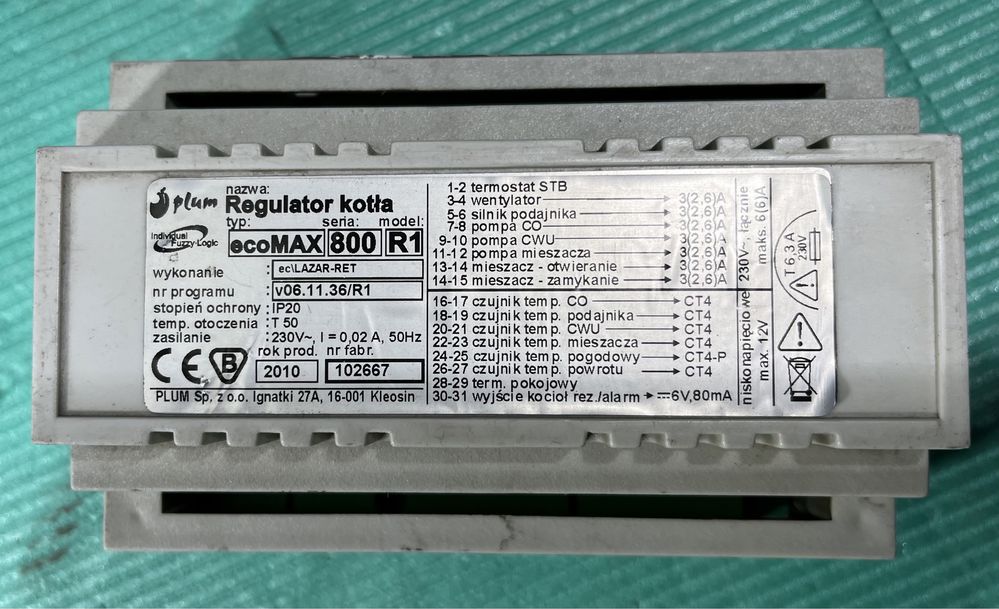 plum
Individual
Fuzzy-Logic
nazwa:
Regulator kotła
typ: seria: model:
ecoMAX 800 R1
wykonanie : ec\LAZAR-RET
nr programu : v06.11.36/R1
stopień ochrony : IP20
temp. otoczenia : T 50
zasilanie : 230V~, I = 0,02 A, 50Hz
rok prod. nr fabr.
CE B 2010 102667
PLUM Sp. z o.o. Ignatki 27A, 16-001 Kleosin
1-2 termostat STB
3-4 wentylator 3(2,6)A
5-6 silnik podajnika 3(2,6)A
7-8 pompa CO 3(2,6)A
9-10 pompa CWU 3(2,6)A
11-12 pompa mieszacza 3(2,6)A
13-14 mieszacz - otwieranie 3(2,6)A
14-15 mieszacz - zamykanie 3(2,6)A
230V~, łącznie
maks. 6(6)A
T 6,3 A
230V
16-17 czujnik temp. CO CT4
18-19 czujnik temp. podajnika CT4
20-21 czujnik temp. CWU CT4
22-23 czujnik temp. mieszacza CT4
24-25 czujnik temp. pogodowy CT4-P
26-27 czujnik temp. powrotu CT4
28-29 term. pokojowy
30-31 wyjście kocioł rez./alarm 6V,80mA
niskonapięciowe
max. 12V